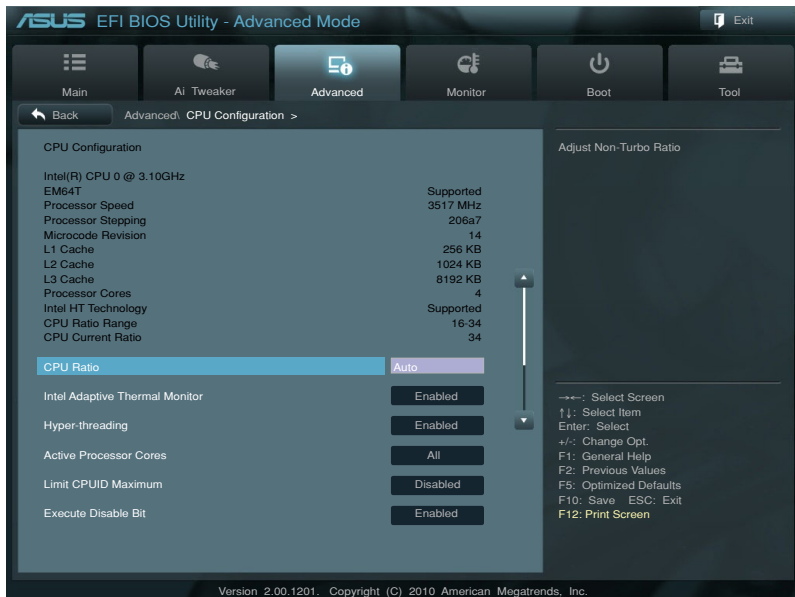 ASUS EFI BIOS Utility - Advanced Mode
Exit
Main
Ai Tweaker
Advanced
Monitor
Boot
Tool
Back
Advanced\ CPU Configuration >
CPU Configuration
Intel(R) CPU 0 @ 3.10GHz
EM64T Supported
Processor Speed 3517 MHz
Processor Stepping 206a7
Microcode Revision 14
L1 Cache 256 KB
L2 Cache 1024 KB
L3 Cache 8192 KB
Processor Cores 4
Intel HT Technology Supported
CPU Ratio Range 16-34
CPU Current Ratio 34
CPU Ratio Auto
Intel Adaptive Thermal Monitor Enabled
Hyper-threading Enabled
Active Processor Cores All
Limit CPUID Maximum Disabled
Execute Disable Bit Enabled
Adjust Non-Turbo Ratio
→←: Select Screen
↑↓: Select Item
Enter: Select
+/-: Change Opt.
F1: General Help
F2: Previous Values
F5: Optimized Defaults
F10: Save ESC: Exit
F12: Print Screen
Version 2.00.1201. Copyright (C) 2010 American Megatrends, Inc.